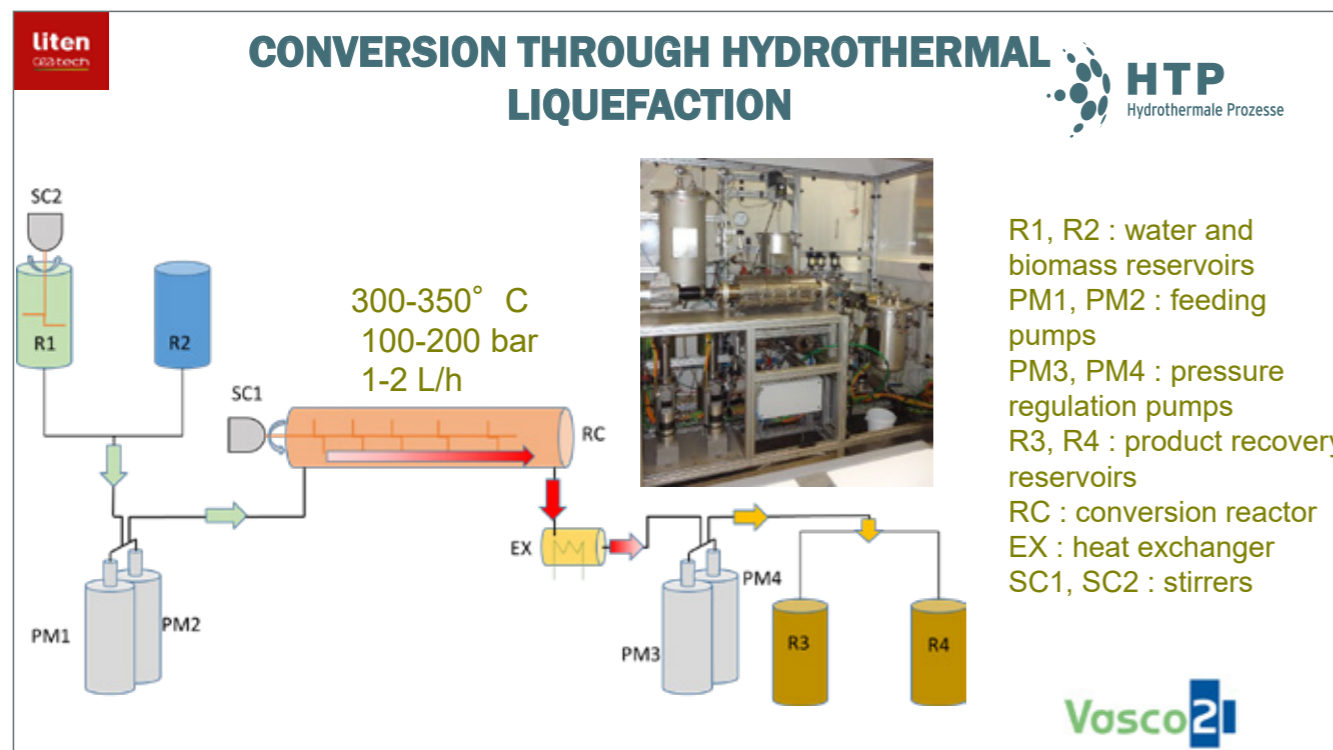 liten
ceatech
CONVERSION THROUGH HYDROTHERMAL
LIQUEFACTION
HTP
Hydrothermale Prozesse
SC2
R1
R2
300-350° C
100-200 bar
1-2 L/h
SC1
RC
EX
PM1
PM2
PM3
PM4
R3
R4
R1, R2 : water and
biomass reservoirs
PM1, PM2 : feeding
pumps
PM3, PM4 : pressure
regulation pumps
R3, R4 : product recovery
reservoirs
RC : conversion reactor
EX : heat exchanger
SC1, SC2 : stirrers
Vasco2